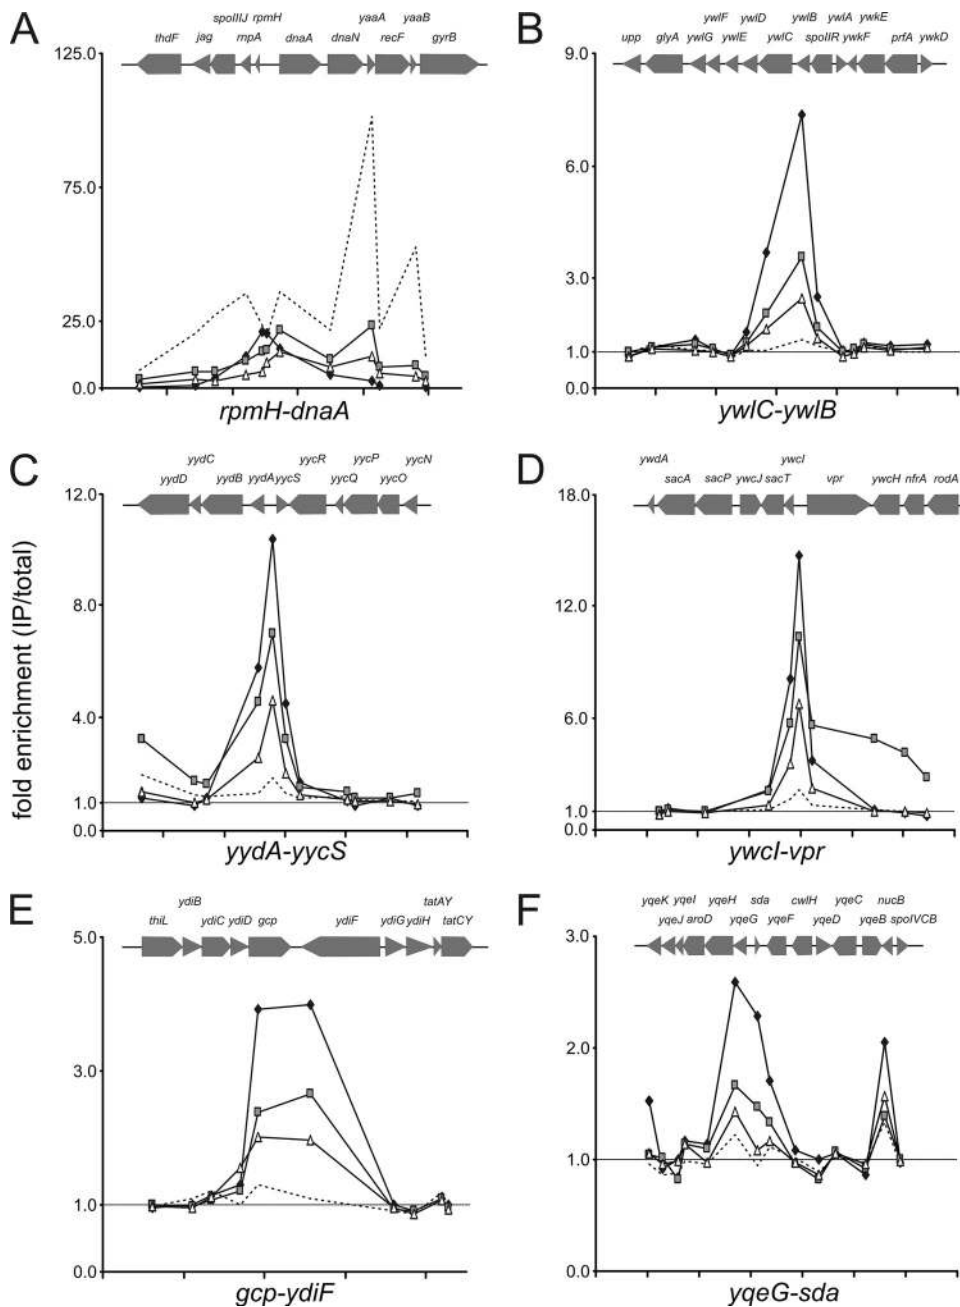 A
spoIIIJ rpmH yaaA yaaB
thdF jag rnpA dnaA dnaN recF gyrB
125.0
75.0
25.0
0.0
rpmH-dnaA
B
ywlF ywlD ywlB ywlA ywkE
upp glyA ywlG ywlE ywlC spoIIR ywkF prfA ywkD
9.0
6.0
3.0
1.0
0.0
ywlC-ywlB
C
yydC yycR yycP yycN
yydD yydB yydA yycS yycQ yycO
12.0
8.0
4.0
1.0
0.0
yydA-yycS
D
ywdA ywcI
sacA sacP ywcJ sacT vpr ywcH nfrA rodA
18.0
12.0
6.0
1.0
0.0
ywcI-vpr
fold enrichment (IP/total)
E
ydiB tatAY
thiL ydiC ydiD gcp ydiF ydiG ydiH tatCY
5.0
3.0
1.0
0.0
gcp-ydiF
F
yqeK yqeI yqeH sda cwlH yqeC nucB
yqeJ aroD yqeG yqeF yqeD yqeB spoIVCB
3.0
2.0
1.0
0.0
yqeG-sda